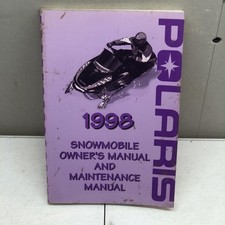 POLARIS
1998
SNOWMOBILE
OWNER'S MANUAL
AND
MAINTENANCE
MANUAL